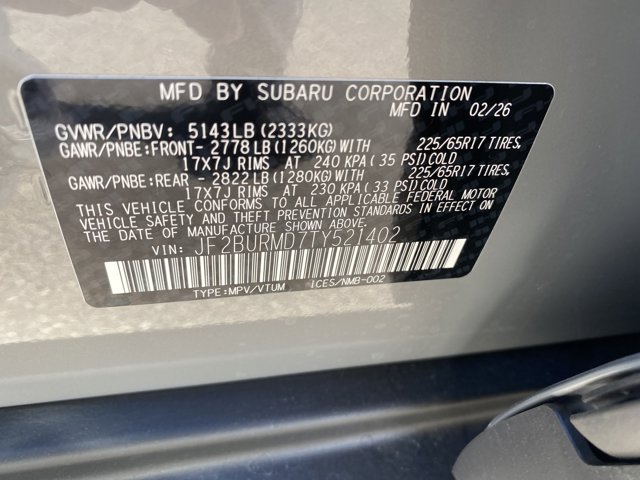 MFD BY SUBARU CORPORATION
MFD IN 02/26
GVWR/PNBV: 5143LB (2333KG)
GAWR/PNBE:FRONT- 2778LB (1260KG) WITH 225/65R17 TIRES,
17X7J RIMS AT 240 KPA (35 PSI) COLD
GAWR/PNBE:REAR - 2822LB (1280KG) WITH 225/65R17 TIRES,
17X7J RIMS AT 230 KPA (33 PSI) COLD
THIS VEHICLE CONFORMS TO ALL APPLICABLE FEDERAL MOTOR
VEHICLE SAFETY AND THEFT PREVENTION STANDARDS IN EFFECT
ON THE DATE OF MANUFACTURE SHOWN ABOVE.
VIN: JF2BURMD7TY521402
TYPE:MPV/VTUM ICES/NMB-002